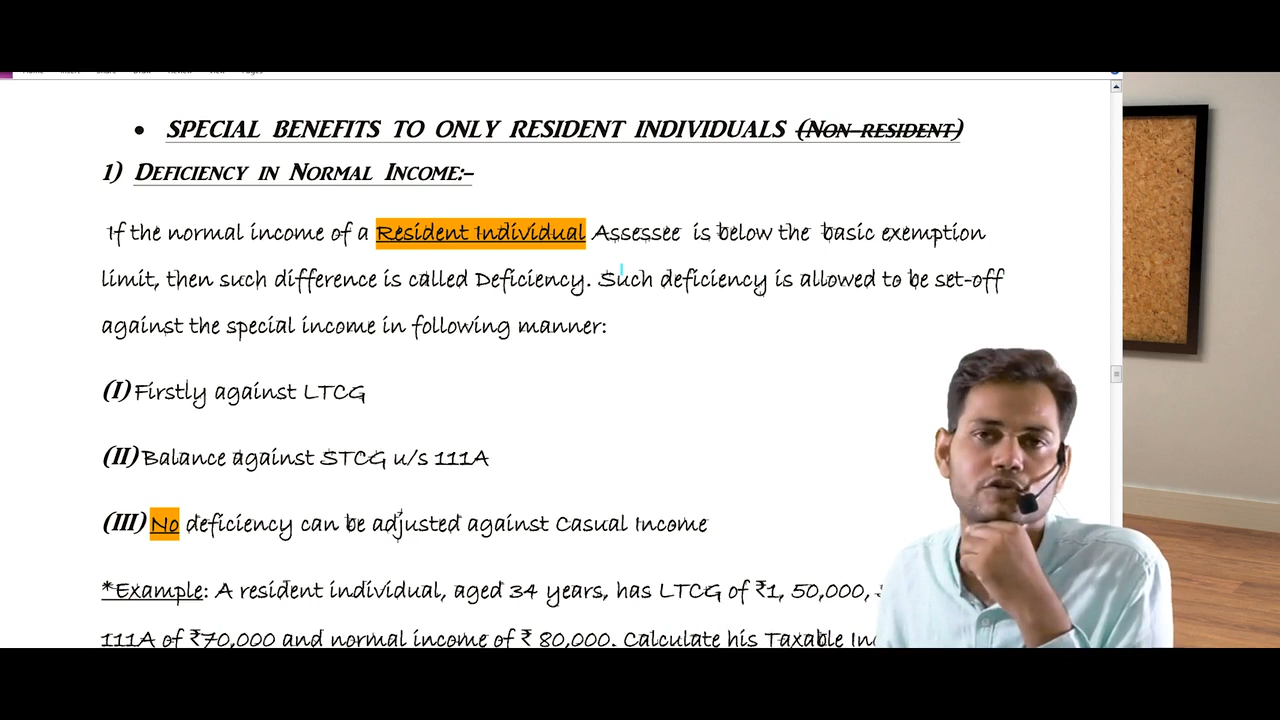 • SPECIAL BENEFITS TO ONLY RESIDENT INDIVIDUALS (NON-RESIDENT)
1) DEFICIENCY IN NORMAL INCOME:-
If the normal income of a Resident Individual Assessee is below the basic exemption
limit, then such difference is called Deficiency. Such deficiency is allowed to be set-off
against the special income in following manner:
(I) Firstly against LTCG
(II) Balance against STCG u/s 111A
(III) No deficiency can be adjusted against Casual Income
*Example: A resident individual, aged 34 years, has LTCG of ₹1, 50,000,
111A of ₹70,000 and normal income of ₹ 80,000. Calculate his Taxable